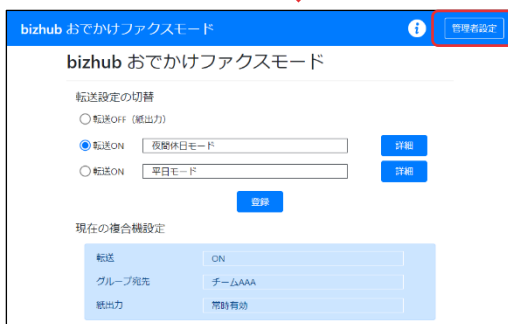 bizhub おでかけファクスモード
管理者設定
bizhub おでかけファクスモード
転送設定の切替
転送OFF（紙出力）
転送ON 夜間休日モード 詳細
転送ON 平日モード 詳細
登録
現在の複合機設定
転送 ON
グループ宛先 チームAAA
紙出力 常時有効